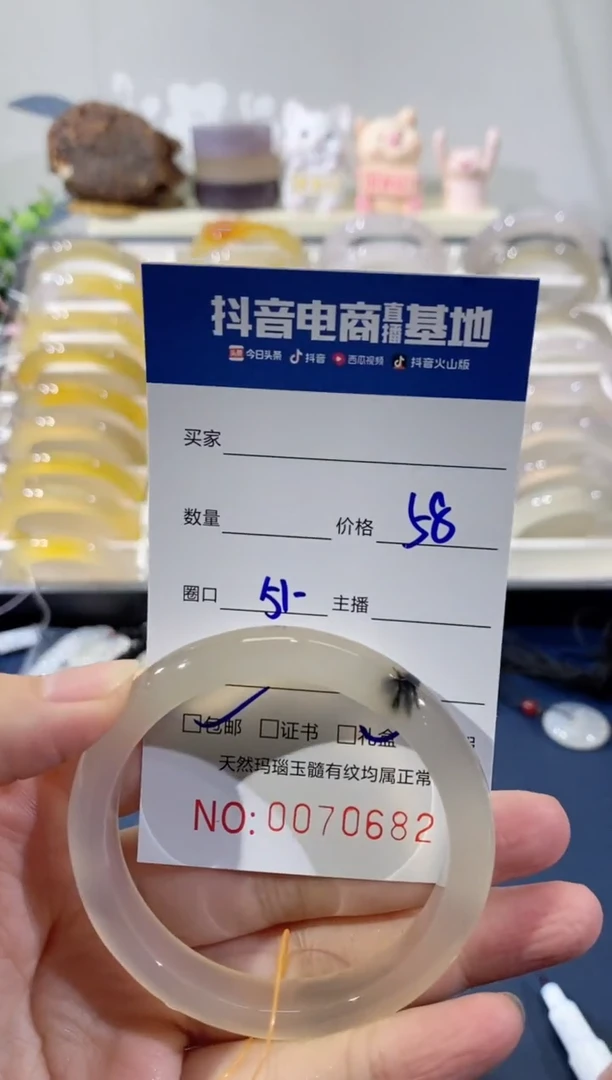 抖音电商直播基地
今日头条 抖音 西瓜视频 抖音火山版
买家
数量 价格 58
圈口 51- 主播
包邮 证书 礼盒
天然玛瑙玉髓有纹均属正常
NO: 0070682